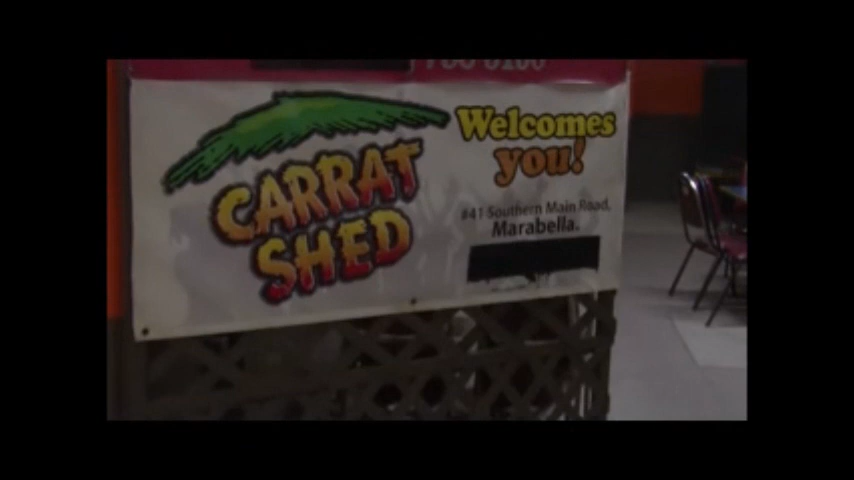 CARRAT
SHED
Welcomes
you!
#41 Southern Main Road,
Marabella.